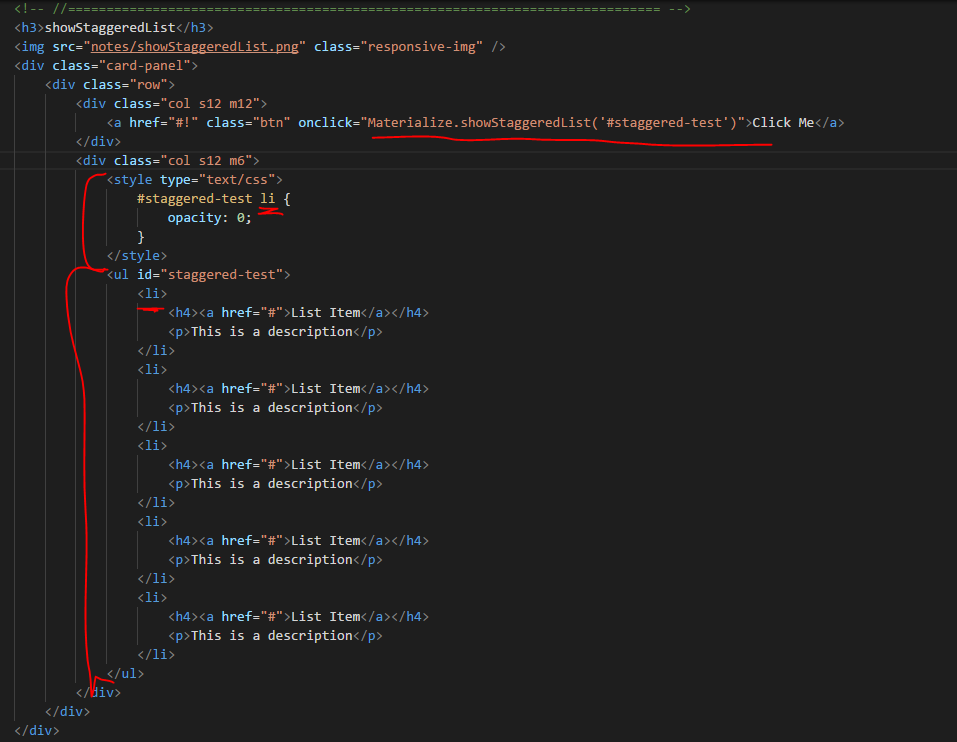 <!-- //============================================================================= -->
<h3>showStaggeredList</h3>
<img src="notes/showStaggeredList.png" class="responsive-img" />
<div class="card-panel">
<div class="row">
<div class="col s12 m12">
<a href="#!" class="btn" onclick="Materialize.showStaggeredList('#staggered-test')">Click Me</a>
</div>
<div class="col s12 m6">
<style type="text/css">
#staggered-test li {
opacity: 0;
}
</style>
<ul id="staggered-test">
<li>
<h4><a href="#">List Item</a></h4>
<p>This is a description</p>
</li>
<li>
<h4><a href="#">List Item</a></h4>
<p>This is a description</p>
</li>
<li>
<h4><a href="#">List Item</a></h4>
<p>This is a description</p>
</li>
<li>
<h4><a href="#">List Item</a></h4>
<p>This is a description</p>
</li>
<li>
<h4><a href="#">List Item</a></h4>
<p>This is a description</p>
</li>
</ul>
</div>
</div>
</div>